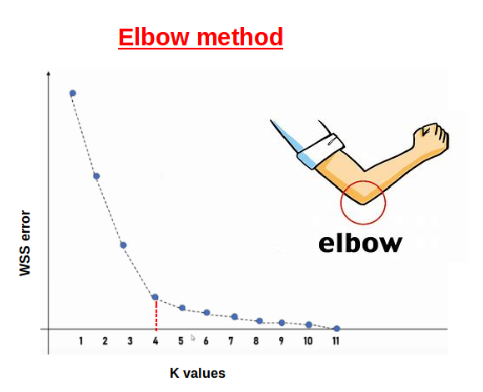 Elbow method
WSS error
elbow
1 2 3 4 5 6 7 8 9 10 11
K values